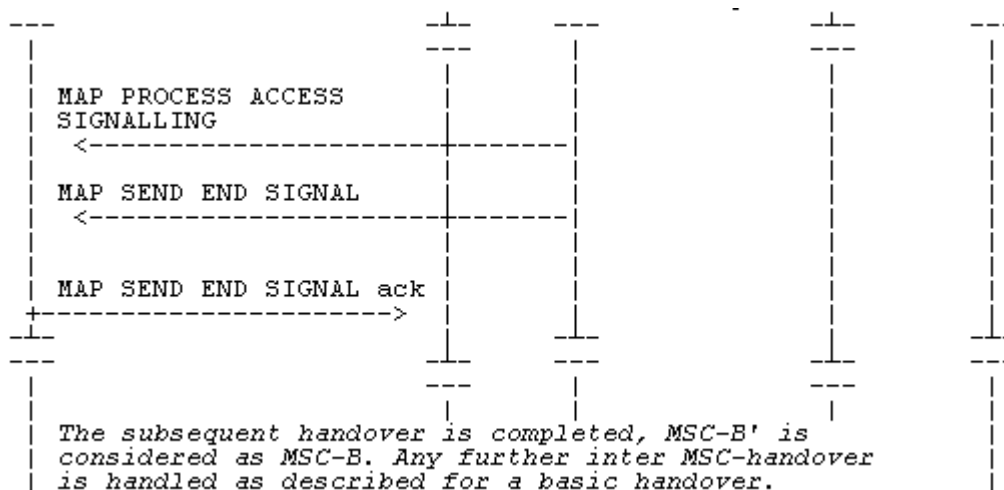 MAP PROCESS ACCESS
SIGNALLING
MAP SEND END SIGNAL
MAP SEND END SIGNAL ack
The subsequent handover is completed, MSC-B' is
considered as MSC-B. Any further inter MSC-handover
is handled as described for a basic handover.